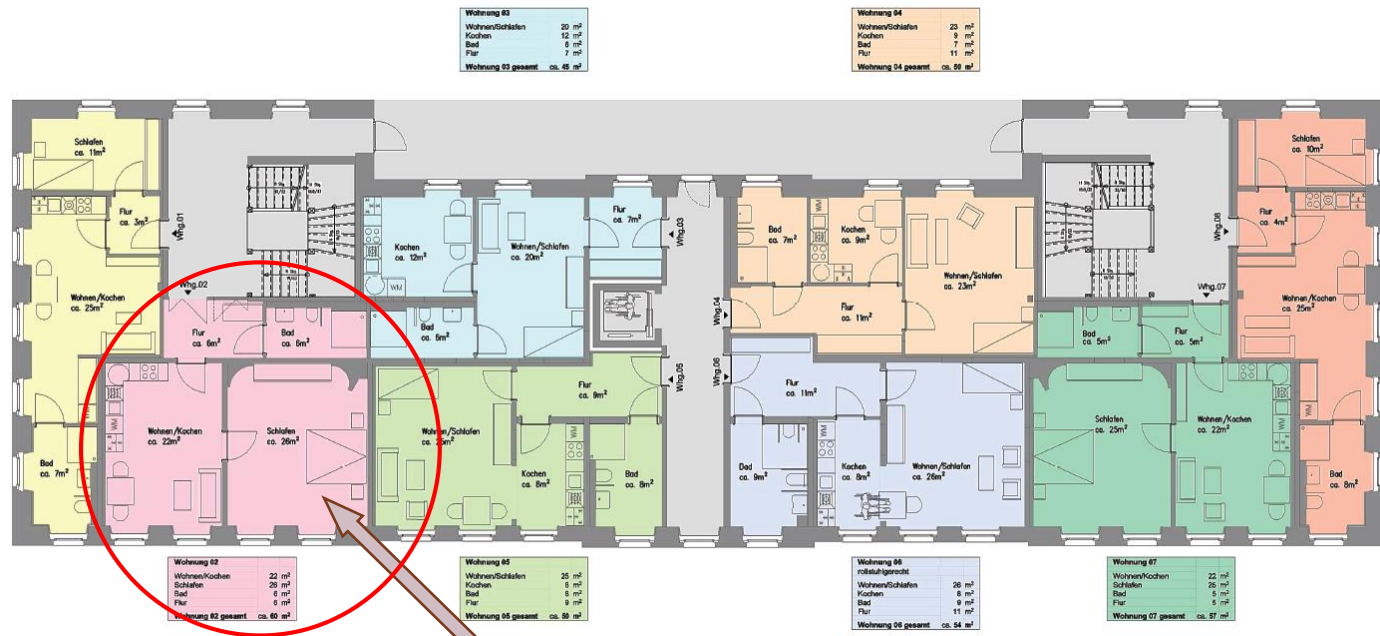 Wohnung 03
Wohnen/Schlafen 20 m²
Kochen 12 m²
Bad 6 m²
Flur 7 m²
Wohnung 03 gesamt ca. 45 m²
Wohnung 04
Wohnen/Schlafen 23 m²
Kochen 9 m²
Bad 7 m²
Flur 11 m²
Wohnung 04 gesamt ca. 50 m²
Schlafen
ca. 11m²
Flur
ca. 3m²
Whg.01
Wohnen/Kochen
ca. 25m²
WM
Bad
ca. 7m²
Whg.02
Flur
ca. 6m²
Bad
ca. 6m²
WM
Wohnen/Kochen
ca. 22m²
Schlafen
ca. 26m²
Kochen
ca. 12m²
WM
Wohnen/Schlafen
ca. 20m²
Flur
ca. 7m²
Bad
ca. 6m²
Whg.03
Whg.04
Whg.05
Whg.06
Wohnen/Schlafen
ca. 25m²
Flur
ca. 9m²
WM
Kochen
ca. 8m²
Bad
ca. 8m²
Bad
ca. 7m²
WM
Kochen
ca. 9m²
Wohnen/Schlafen
ca. 23m²
Flur
ca. 11m²
Flur
ca. 11m²
Bad
ca. 9m²
WM
Kochen
ca. 8m²
Wohnen/Schlafen
ca. 26m²
Whg.07
Bad
ca. 5m²
Flur
ca. 5m²
Schlafen
ca. 25m²
Wohnen/Kochen
ca. 22m²
WM
Whg.08
Schlafen
ca. 10m²
Flur
ca. 4m²
Wohnen/Kochen
ca. 25m²
WM
Bad
ca. 8m²
Wohnung 02
Wohnen/Kochen 22 m²
Schlafen 26 m²
Bad 6 m²
Flur 6 m²
Wohnung 02 gesamt ca. 60 m²
Wohnung 05
Wohnen/Schlafen 25 m²
Kochen 8 m²
Bad 8 m²
Flur 9 m²
Wohnung 05 gesamt ca. 50 m²
Wohnung 06
rollstuhlgerecht
Wohnen/Schlafen 26 m²
Kochen 8 m²
Bad 9 m²
Flur 11 m²
Wohnung 06 gesamt ca. 54 m²
Wohnung 07
Wohnen/Kochen 22 m²
Schlafen 25 m²
Bad 5 m²
Flur 5 m²
Wohnung 07 gesamt ca. 57 m²